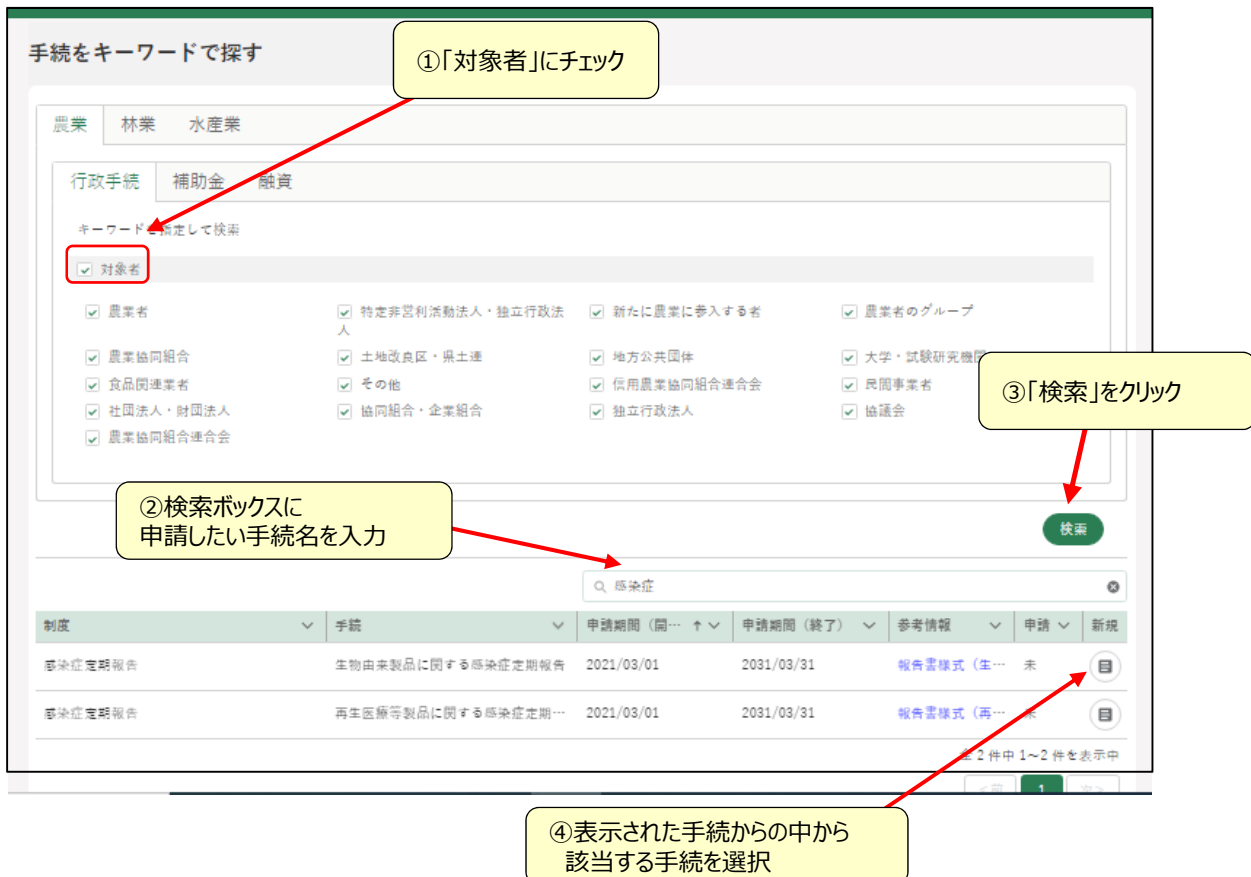 手続をキーワードで探す
①「対象者」にチェック
農業 林業 水産業
行政手続 補助金 融資
キーワードを指定して検索
対象者
農業者 特定非営利活動法人・独立行政法人 新たに農業に参入する者 農業者のグループ
農業協同組合 土地改良区・県土連 地方公共団体 大学・試験研究機関
食品関連業者 その他 信用農業協同組合連合会 民間事業者
社団法人・財団法人 協同組合・企業組合 独立行政法人 協議会
農業協同組合連合会
③「検索」をクリック
②検索ボックスに
申請したい手続名を入力
検索
感染症
制度 手続 申請期間（開… 申請期間（終了） 参考情報 申請 新規
感染症定期報告 生物由来製品に関する感染症定期報告 2021/03/01 2031/03/31 報告書様式（生… 未
感染症定期報告 再生医療等製品に関する感染症定期… 2021/03/01 2031/03/31 報告書様式（再… 未
全 2 件中 1～2 件を表示中
<前 1 次>
④表示された手続からの中から
該当する手続を選択